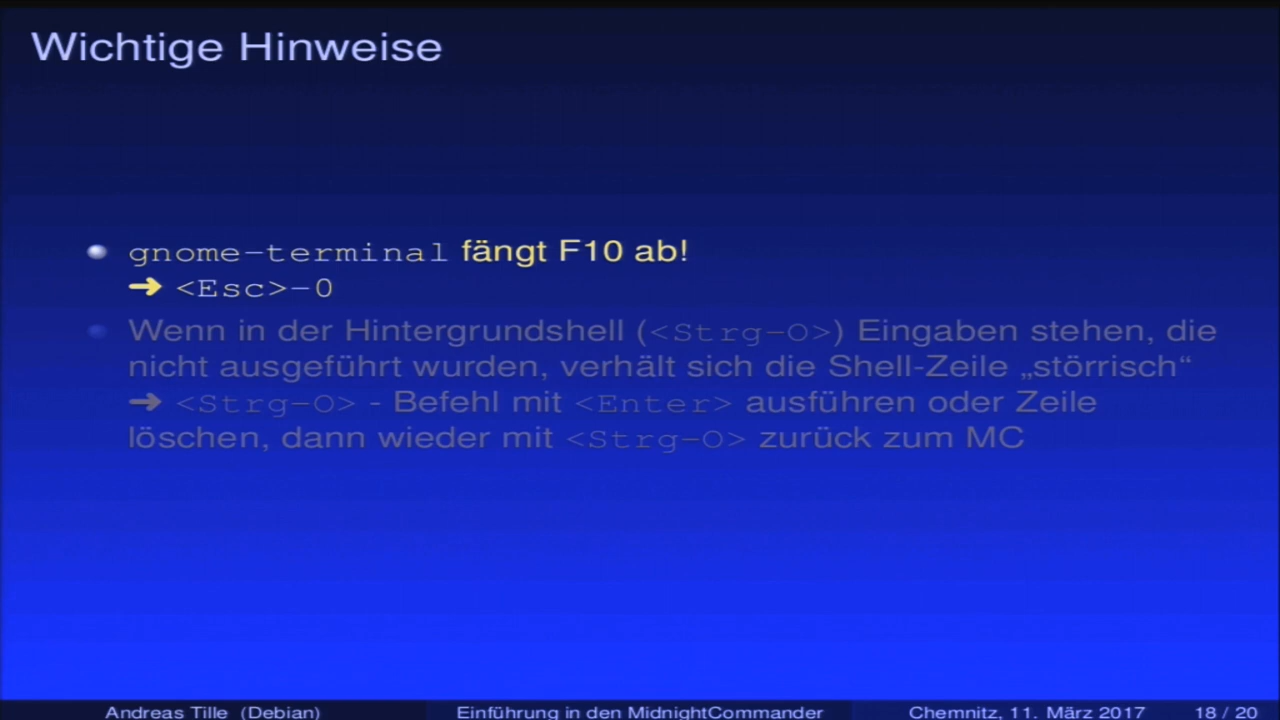 Wichtige Hinweise
gnome-terminal fängt F10 ab!
➜ <Esc>-0
Wenn in der Hintergrundshell (<Strg-O>) Eingaben stehen, die
nicht ausgeführt wurden, verhält sich die Shell-Zeile „störrisch“
➜ <Strg-O> - Befehl mit <Enter> ausführen oder Zeile
löschen, dann wieder mit <Strg-O> zurück zum MC
Andreas Tille (Debian) Einführung in den MidnightCommander Chemnitz, 11. März 2017 18 / 20